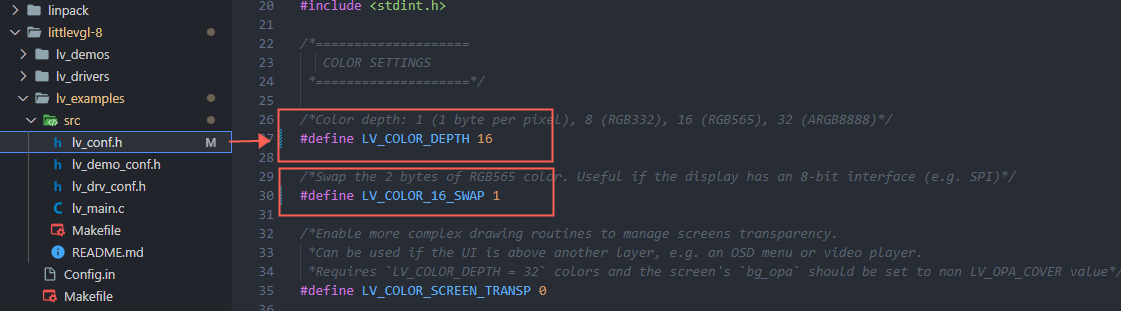 linpack
littlevgl-8
lv_demos
lv_drivers
lv_examples
src
h lv_conf.h M
h lv_demo_conf.h
h lv_drv_conf.h
C lv_main.c
Makefile
README.md
Config.in
Makefile
20 #include <stdint.h>
21
22 /*====================
23 COLOR SETTINGS
24 *====================*/
25
26 /*Color depth: 1 (1 byte per pixel), 8 (RGB332), 16 (RGB565), 32 (ARGB8888)*/
27 #define LV_COLOR_DEPTH 16
28
29 /*Swap the 2 bytes of RGB565 color. Useful if the display has an 8-bit interface (e.g. SPI)*/
30 #define LV_COLOR_16_SWAP 1
31
32 /*Enable more complex drawing routines to manage screens transparency.
33 *Can be used if the UI is above another layer, e.g. an OSD menu or video player.
34 *Requires `LV_COLOR_DEPTH = 32` colors and the screen's `bg_opa` should be set to non LV_OPA_COVER value*/
35 #define LV_COLOR_SCREEN_TRANSP 0
36